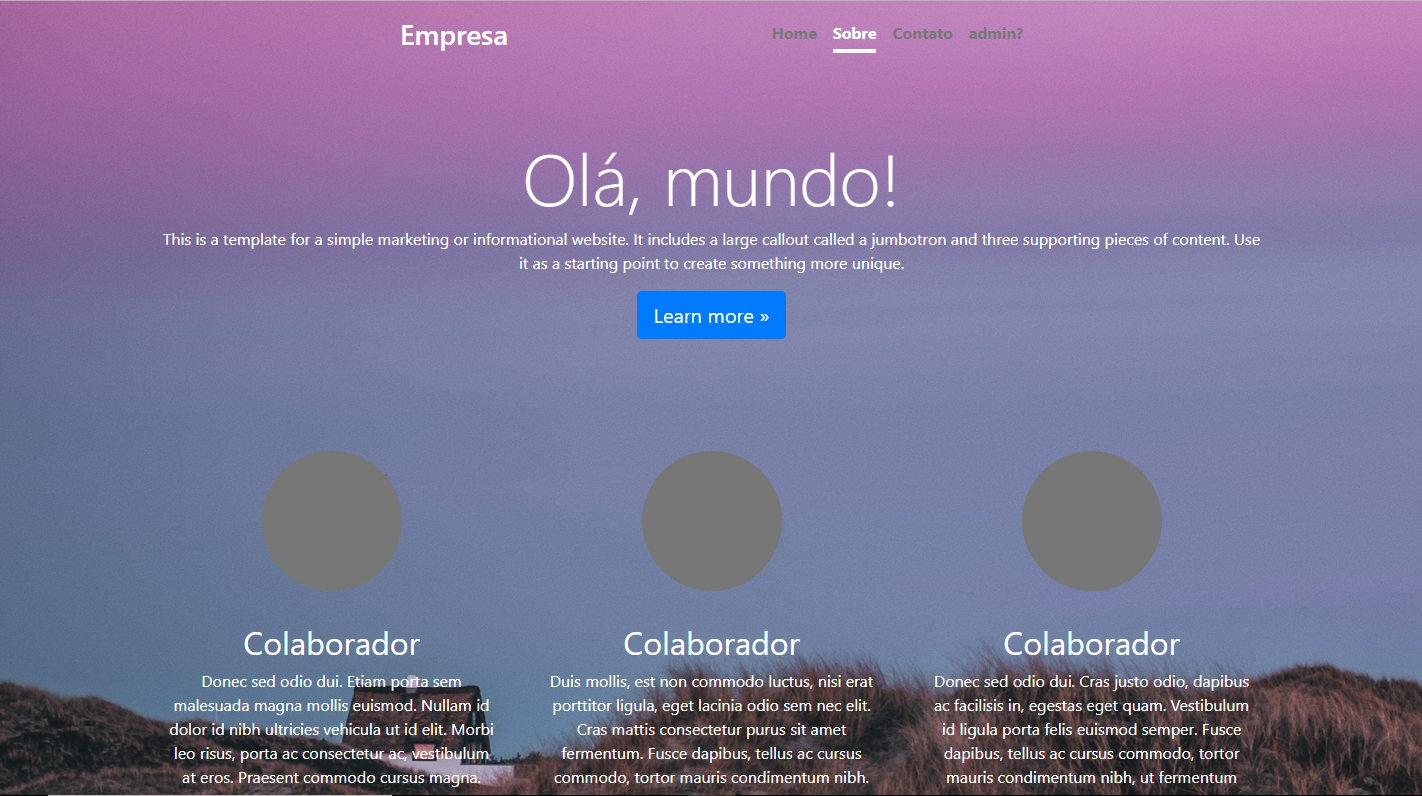 Empresa
Home Sobre Contato admin?
Olá, mundo!
This is a template for a simple marketing or informational website. It includes a large callout called a jumbotron and three supporting pieces of content. Use
it as a starting point to create something more unique.
Learn more »
Colaborador
Donec sed odio dui. Etiam porta sem
malesuada magna mollis euismod. Nullam id
dolor id nibh ultricies vehicula ut id elit. Morbi
leo risus, porta ac consectetur ac, vestibulum
at eros. Praesent commodo cursus magna.
Colaborador
Duis mollis, est non commodo luctus, nisi erat
porttitor ligula, eget lacinia odio sem nec elit.
Cras mattis consectetur purus sit amet
fermentum. Fusce dapibus, tellus ac cursus
commodo, tortor mauris condimentum nibh.
Colaborador
Donec sed odio dui. Cras justo odio, dapibus
ac facilisis in, egestas eget quam. Vestibulum
id ligula porta felis euismod semper. Fusce
dapibus, tellus ac cursus commodo, tortor
mauris condimentum nibh, ut fermentum